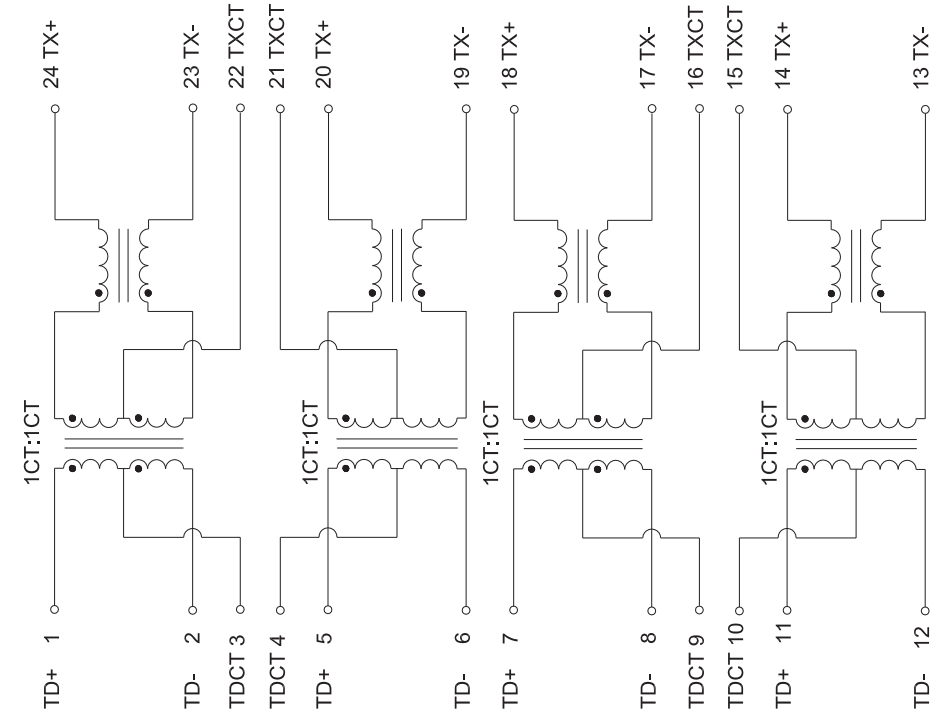 24 TX+
23 TX-
22 TXCT
21 TXCT
20 TX+
19 TX-
18 TX+
17 TX-
16 TXCT
15 TXCT
14 TX+
13 TX-
1CT:1CT
1CT:1CT
1CT:1CT
1CT:1CT
TD+ 1
TD- 2
TDCT 3
TDCT 4
TD+ 5
TD- 6
TD+ 7
TD- 8
TDCT 9
TDCT 10
TD+ 11
TD- 12